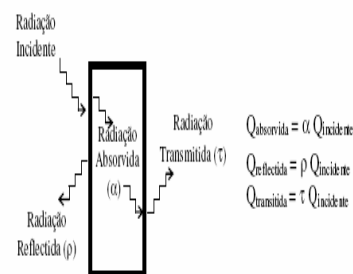 Radiação
Incidente
Radiação
Absorvida
(α)
Radiação
Transmitida (τ)
Radiação
Reflectida (ρ)
Qabsorvida = α Qincidente
Qreflectida = ρ Qincidente
Qtransitida = τ Qincidente